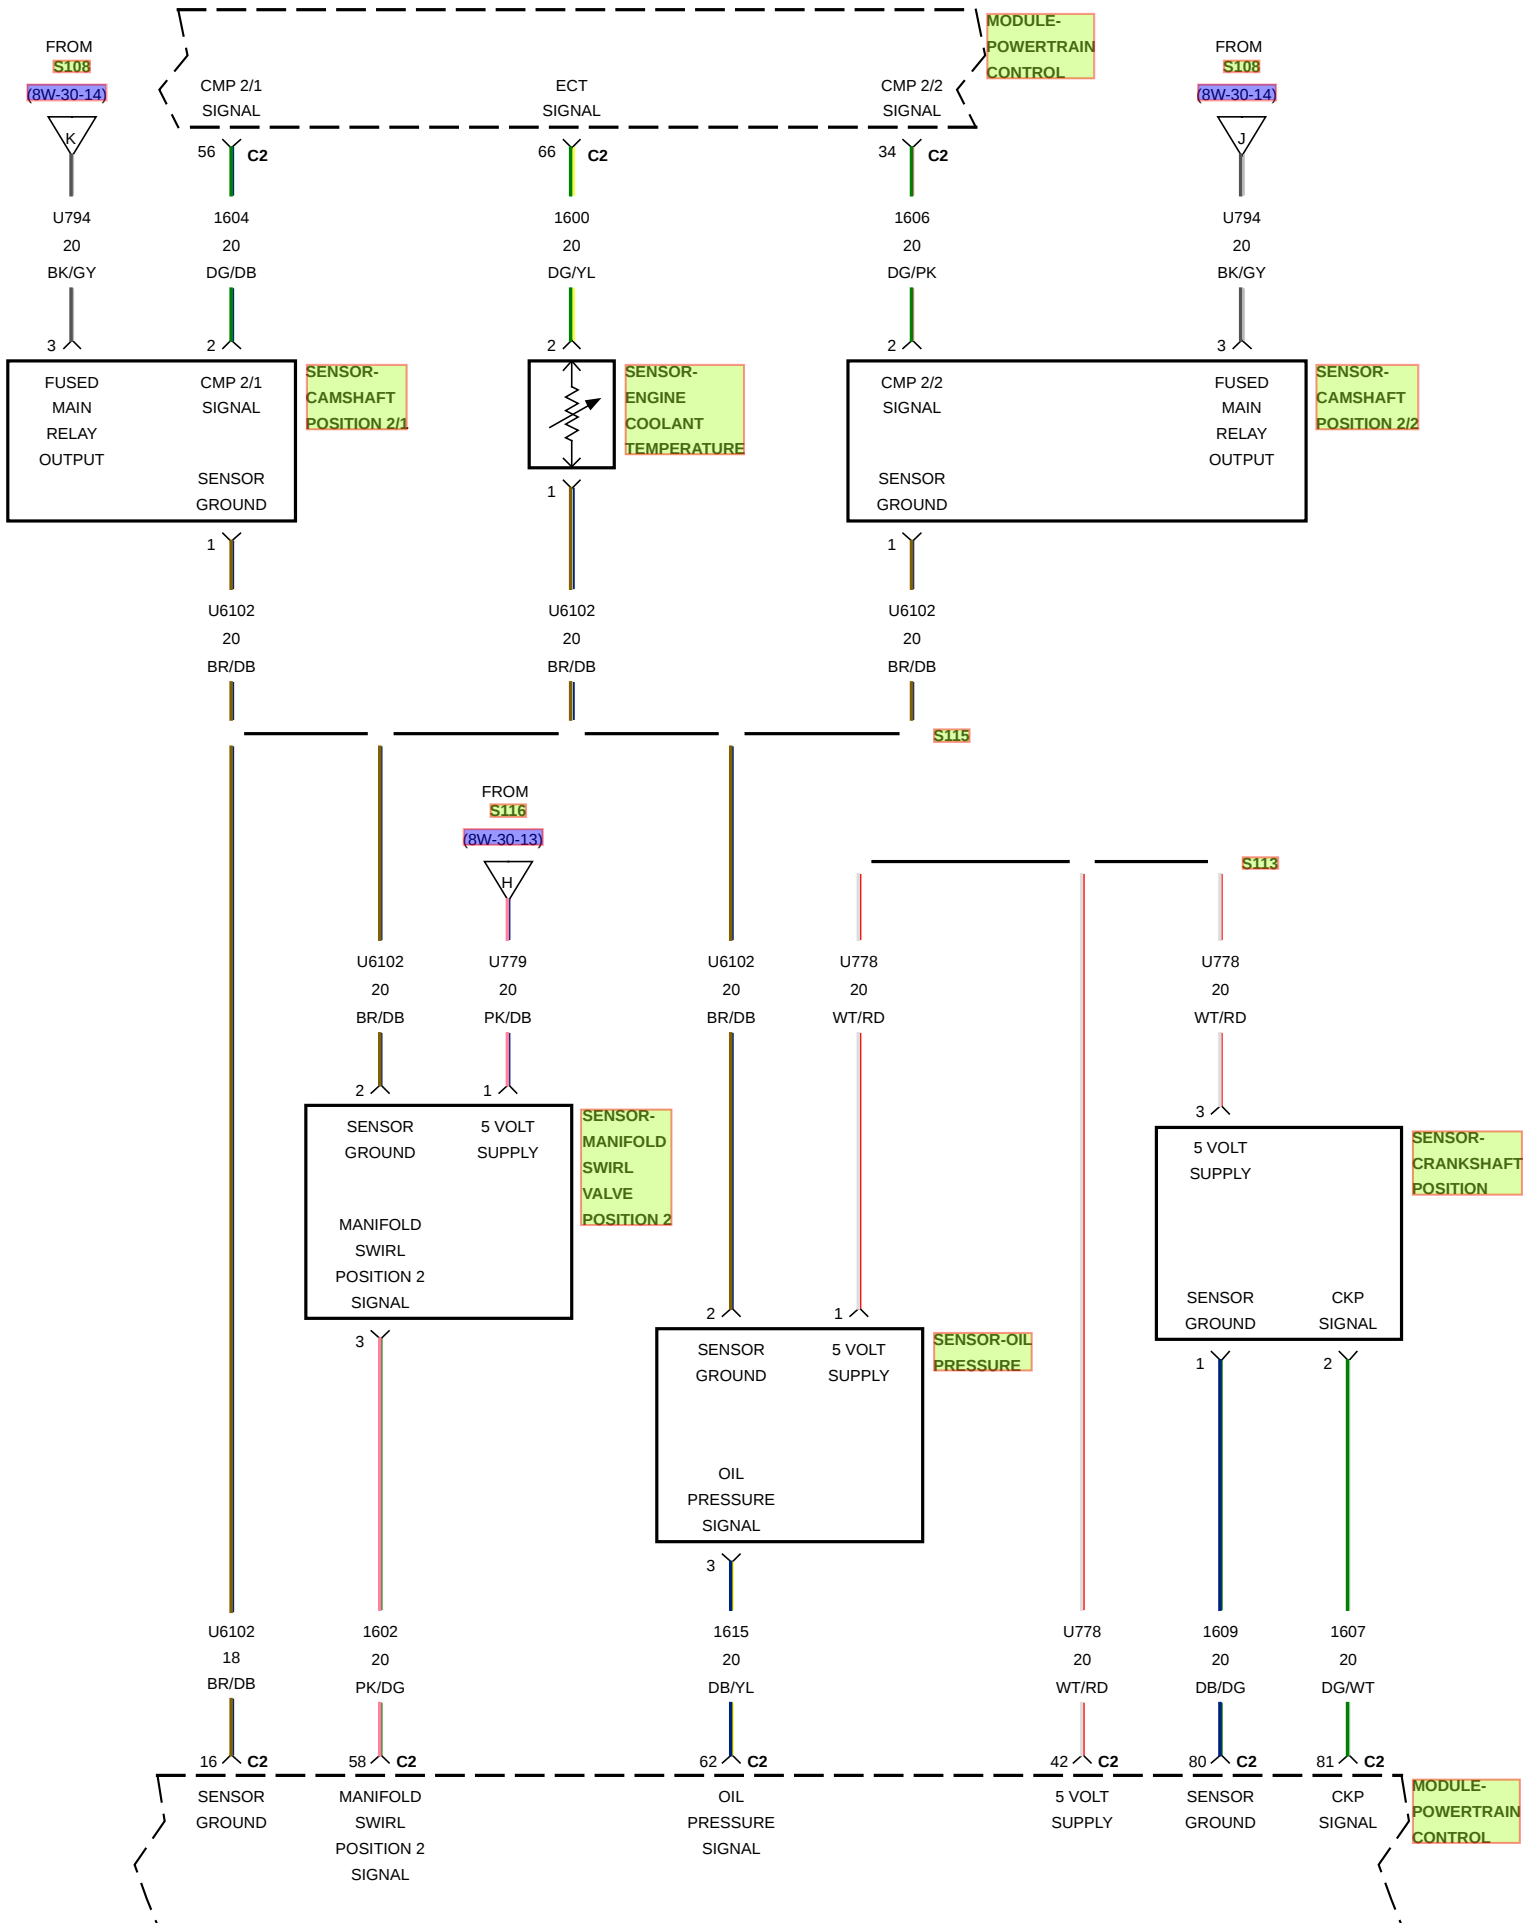 FROM
S108
(8W-30-14)
K
CMP 2/1
SIGNAL
ECT
SIGNAL
CMP 2/2
SIGNAL
MODULE-
POWERTRAIN
CONTROL
FROM
S108
(8W-30-14)
J
56 C2
66 C2
34 C2
U794
20
BK/GY
1604
20
DG/DB
1600
20
DG/YL
1606
20
DG/PK
U794
20
BK/GY
3
2
2
2
3
FUSED
MAIN
RELAY
OUTPUT
CMP 2/1
SIGNAL
SENSOR
GROUND
SENSOR-
CAMSHAFT
POSITION 2/1
SENSOR-
ENGINE
COOLANT
TEMPERATURE
CMP 2/2
SIGNAL
SENSOR
GROUND
FUSED
MAIN
RELAY
OUTPUT
SENSOR-
CAMSHAFT
POSITION 2/2
1
1
1
U6102
20
BR/DB
U6102
20
BR/DB
U6102
20
BR/DB
S115
FROM
S116
(8W-30-13)
H
S113
U6102
20
BR/DB
U779
20
PK/DB
U6102
20
BR/DB
U778
20
WT/RD
U778
20
WT/RD
2
1
3
SENSOR
GROUND
5 VOLT
SUPPLY
MANIFOLD
SWIRL
POSITION 2
SIGNAL
SENSOR-
MANIFOLD
SWIRL
VALVE
POSITION 2
5 VOLT
SUPPLY
SENSOR
GROUND
CKP
SIGNAL
SENSOR-
CRANKSHAFT
POSITION
3
2
1
SENSOR
GROUND
5 VOLT
SUPPLY
OIL
PRESSURE
SIGNAL
SENSOR-OIL
PRESSURE
1
2
3
U6102
18
BR/DB
1602
20
PK/DG
1615
20
DB/YL
U778
20
WT/RD
1609
20
DB/DG
1607
20
DG/WT
16 C2
58 C2
62 C2
42 C2
80 C2
81 C2
SENSOR
GROUND
MANIFOLD
SWIRL
POSITION 2
SIGNAL
OIL
PRESSURE
SIGNAL
5 VOLT
SUPPLY
SENSOR
GROUND
CKP
SIGNAL
MODULE-
POWERTRAIN
CONTROL